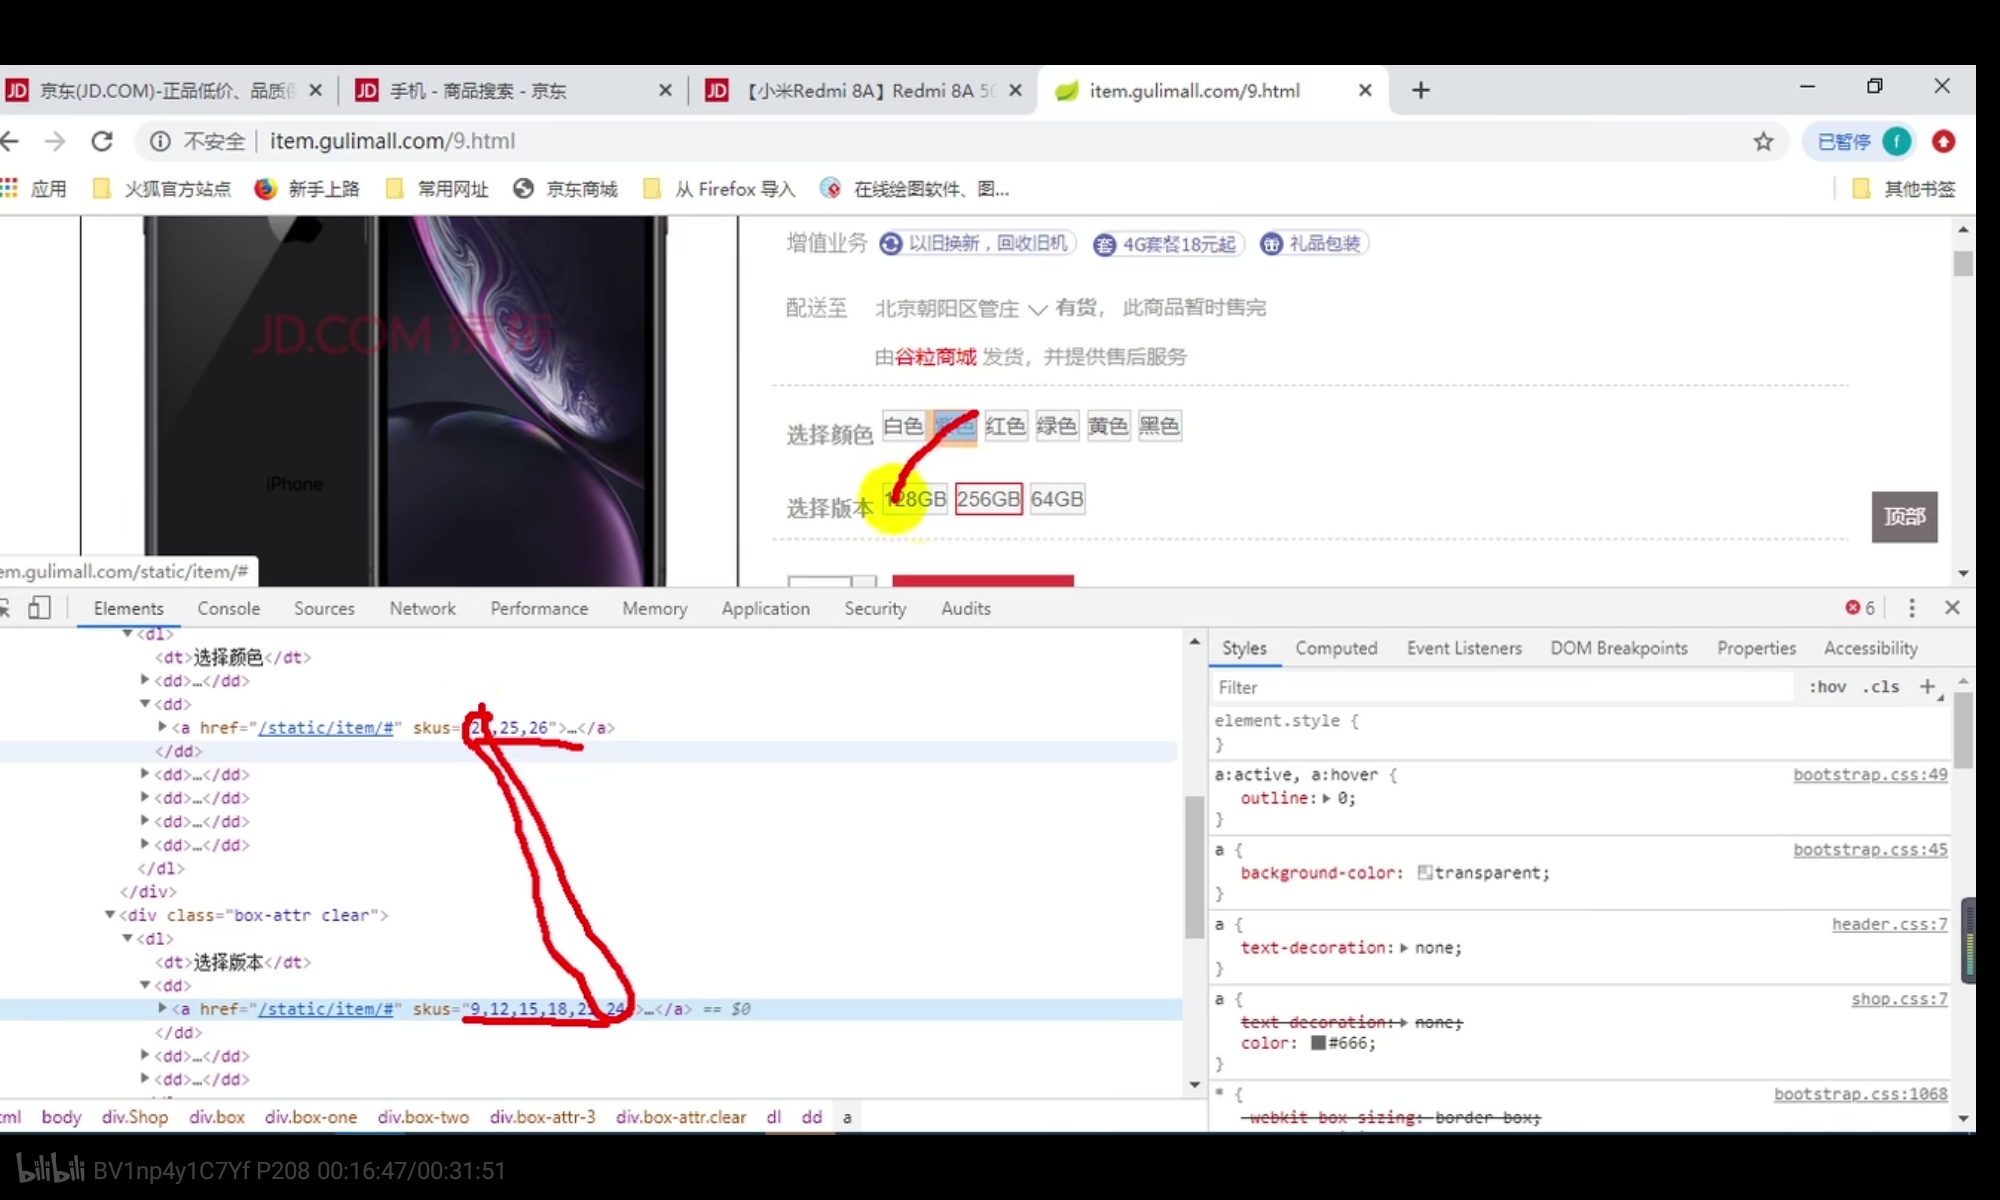 京东(JD.COM)-正品低价、品质
手机 - 商品搜索 - 京东
【小米Redmi 8A】Redmi 8A 5
item.gulimall.com/9.html
不安全 item.gulimall.com/9.html
已暂停 f
应用 火狐官方站点 新手上路 常用网址 京东商城 从 Firefox 导入 在线绘图软件、图... 其他书签
JD.COM 京东
iPhone
增值业务 以旧换新，回收旧机 套 4G套餐18元起 礼品包装
配送至 北京朝阳区管庄 有货， 此商品暂时售完
由谷粒商城 发货，并提供售后服务
选择颜色 白色 红色 绿色 黄色 黑色
选择版本 128GB 256GB 64GB
顶部
em.gulimall.com/static/item/#
Elements Console Sources Network Performance Memory Application Security Audits 6
<dl>
<dt>选择颜色</dt>
<dd>…</dd>
<dd>
<a href="/static/item/#" skus= ,25,26">…</a>
</dd>
<dd>…</dd>
<dd>…</dd>
<dd>…</dd>
<dd>…</dd>
</dl>
</div>
<div class="box-attr clear">
<dl>
<dt>选择版本</dt>
<dd>
<a href="/static/item/#" skus="9,12,15,18, 24 >…</a> == $0
</dd>
<dd>…</dd>
<dd>…</dd>
tml body div.Shop div.box div.box-one div.box-two div.box-attr-3 div.box-attr.clear dl dd a
Styles Computed Event Listeners DOM Breakpoints Properties Accessibility
Filter :hov .cls +
element.style {
}
a:active, a:hover { bootstrap.css:49
outline: 0;
}
a { bootstrap.css:45
background-color: transparent;
}
a { header.css:7
text-decoration: none;
}
a { shop.css:7
text-decoration: none;
color: #666;
}
* { bootstrap.css:1068
-webkit-box-sizing: border-box;
bilibili BV1np4y1C7Yf P208 00:16:47/00:31:51